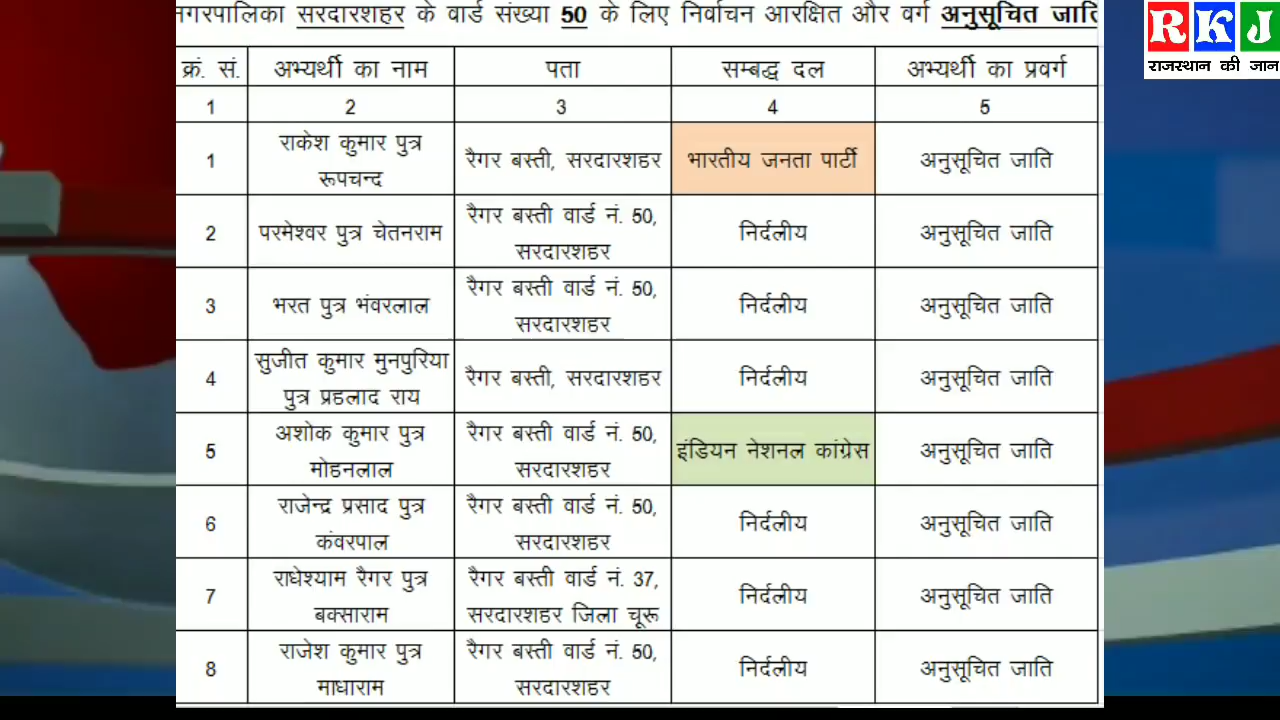 नगरपालिका सरदारशहर के वार्ड संख्या 50 के लिए निर्वाचन आरक्षित और वर्ग अनुसूचित जाति
RKJ
राजस्थान की जान
क्रं. सं. अभ्यर्थी का नाम पता सम्बद्ध दल अभ्यर्थी का प्रवर्ग
1 2 3 4 5
1 राकेश कुमार पुत्र रूपचन्द रैगर बस्ती, सरदारशहर भारतीय जनता पार्टी अनुसूचित जाति
2 परमेश्वर पुत्र चेतनराम रैगर बस्ती वार्ड नं. 50, सरदारशहर निर्दलीय अनुसूचित जाति
3 भरत पुत्र भंवरलाल रैगर बस्ती वार्ड नं. 50, सरदारशहर निर्दलीय अनुसूचित जाति
4 सुजीत कुमार मुनपुरिया पुत्र प्रहलाद राय रैगर बस्ती, सरदारशहर निर्दलीय अनुसूचित जाति
5 अशोक कुमार पुत्र मोहनलाल रैगर बस्ती वार्ड नं. 50, सरदारशहर इंडियन नेशनल कांग्रेस अनुसूचित जाति
6 राजेन्द्र प्रसाद पुत्र कंवरपाल रैगर बस्ती वार्ड नं. 50, सरदारशहर निर्दलीय अनुसूचित जाति
7 राधेश्याम रैगर पुत्र बक्साराम रैगर बस्ती वार्ड नं. 37, सरदारशहर जिला चूरू निर्दलीय अनुसूचित जाति
8 राजेश कुमार पुत्र माधाराम रैगर बस्ती वार्ड नं. 50, सरदारशहर निर्दलीय अनुसूचित जाति